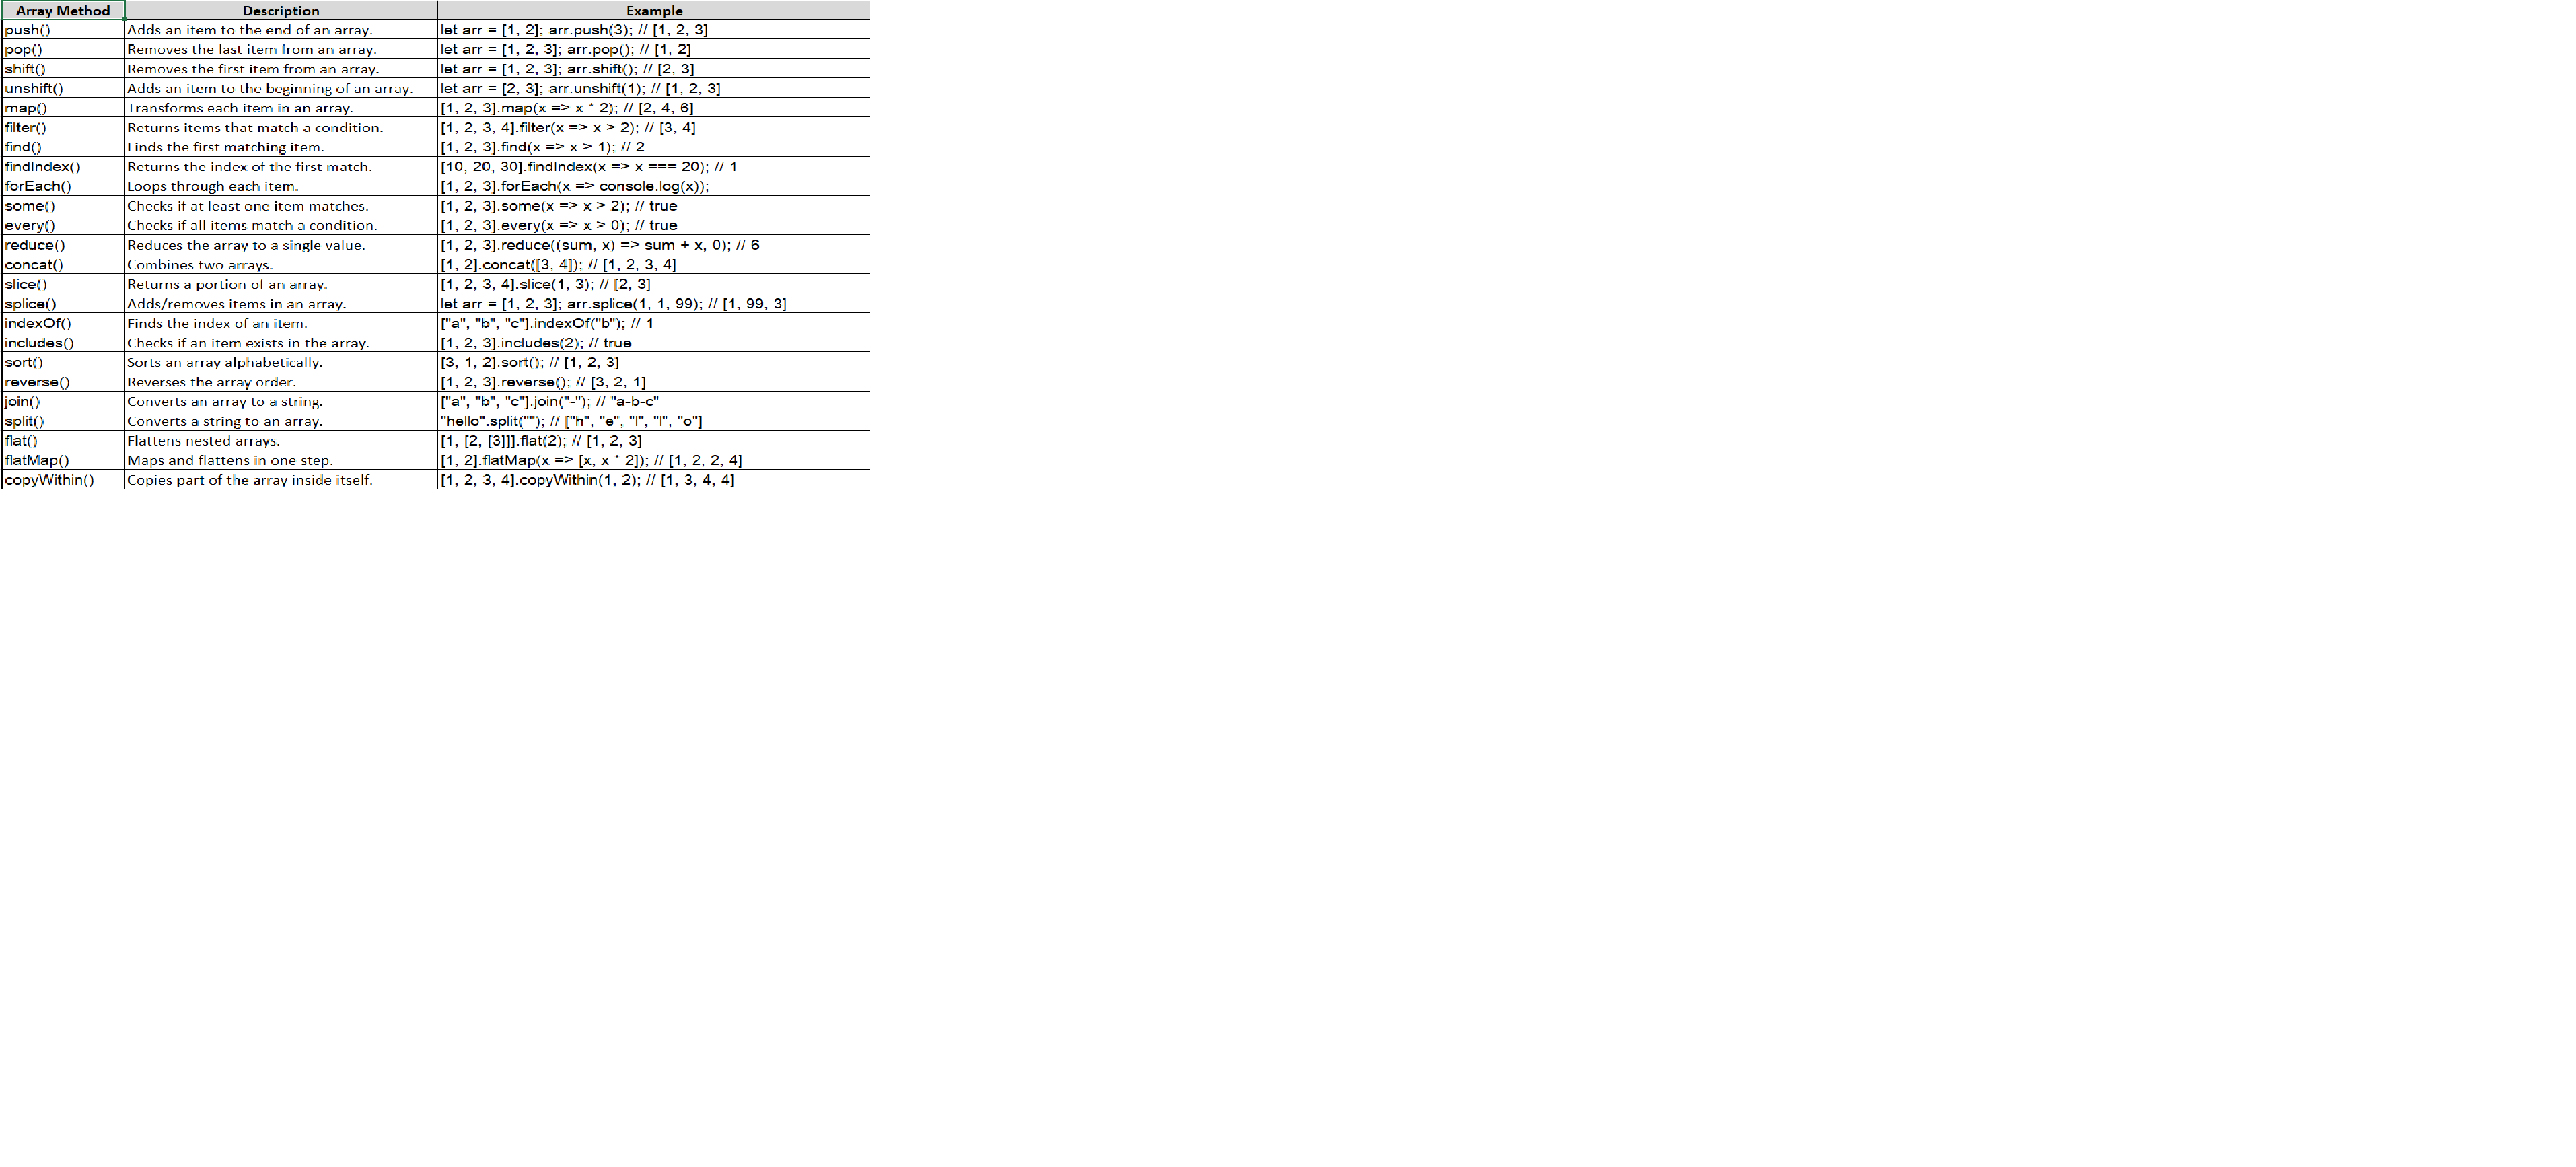 Array Method Description Example
push() Adds an item to the end of an array. let arr = [1, 2]; arr.push(3); // [1, 2, 3]
pop() Removes the last item from an array. let arr = [1, 2, 3]; arr.pop(); // [1, 2]
shift() Removes the first item from an array. let arr = [1, 2, 3]; arr.shift(); // [2, 3]
unshift() Adds an item to the beginning of an array. let arr = [2, 3]; arr.unshift(1); // [1, 2, 3]
map() Transforms each item in an array. [1, 2, 3].map(x => x * 2); // [2, 4, 6]
filter() Returns items that match a condition. [1, 2, 3, 4].filter(x => x > 2); // [3, 4]
find() Finds the first matching item. [1, 2, 3].find(x => x > 1); // 2
findIndex() Returns the index of the first match. [10, 20, 30].findIndex(x => x === 20); // 1
forEach() Loops through each item. [1, 2, 3].forEach(x => console.log(x));
some() Checks if at least one item matches. [1, 2, 3].some(x => x > 2); // true
every() Checks if all items match a condition. [1, 2, 3].every(x => x > 0); // true
reduce() Reduces the array to a single value. [1, 2, 3].reduce((sum, x) => sum + x, 0); // 6
concat() Combines two arrays. [1, 2].concat([3, 4]); // [1, 2, 3, 4]
slice() Returns a portion of an array. [1, 2, 3, 4].slice(1, 3); // [2, 3]
splice() Adds/removes items in an array. let arr = [1, 2, 3]; arr.splice(1, 1, 99); // [1, 99, 3]
indexOf() Finds the index of an item. ["a", "b", "c"].indexOf("b"); // 1
includes() Checks if an item exists in the array. [1, 2, 3].includes(2); // true
sort() Sorts an array alphabetically. [3, 1, 2].sort(); // [1, 2, 3]
reverse() Reverses the array order. [1, 2, 3].reverse(); // [3, 2, 1]
join() Converts an array to a string. ["a", "b", "c"].join("-"); // "a-b-c"
split() Converts a string to an array. "hello".split(""); // ["h", "e", "l", "l", "o"]
flat() Flattens nested arrays. [1, [2, [3]]].flat(2); // [1, 2, 3]
flatMap() Maps and flattens in one step. [1, 2].flatMap(x => [x, x * 2]); // [1, 2, 2, 4]
copyWithin() Copies part of the array inside itself. [1, 2, 3, 4].copyWithin(1, 2); // [1, 3, 4, 4]